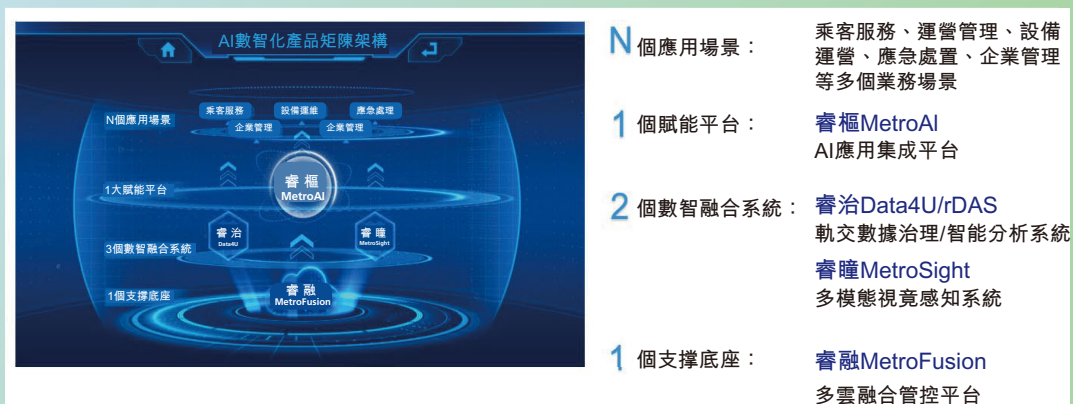 AI數智化產品矩陣架構
N個應用場景
乘客服務
設備運維
應急處理
企業管理
企業管理
1大賦能平台
睿樞
MetroAI
3個數智融合系統
睿治
Data4U
睿瞳
MetroSight
1個支撐底座
睿融
MetroFusion
N個應用場景：
乘客服務、運營管理、設備
運營、應急處置、企業管理
等多個業務場景
1個賦能平台：
睿樞MetroAI
AI應用集成平台
2個數智融合系統：
睿治Data4U/rDAS
軌交數據治理/智能分析系統
睿瞳MetroSight
多模態視竟感知系統
1個支撐底座：
睿融MetroFusion
多雲融合管控平台